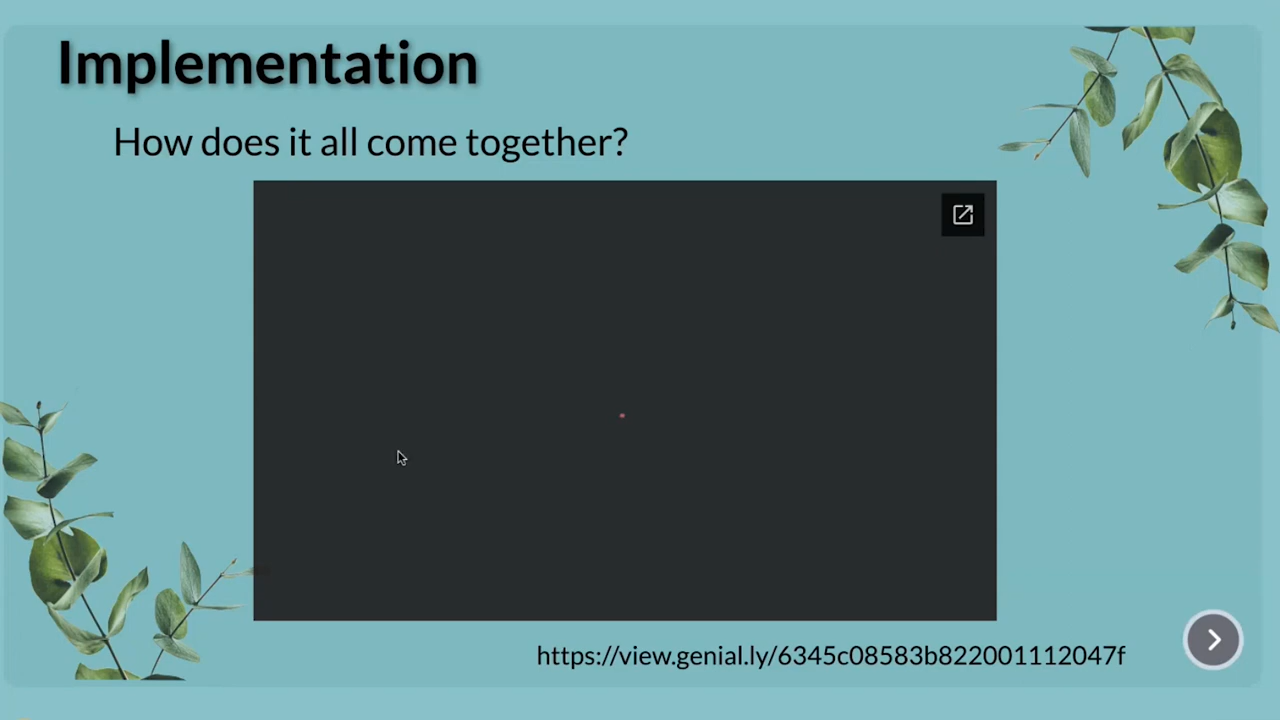 Implementation
How does it all come together?
https://view.genial.ly/6345c08583b822001112047f